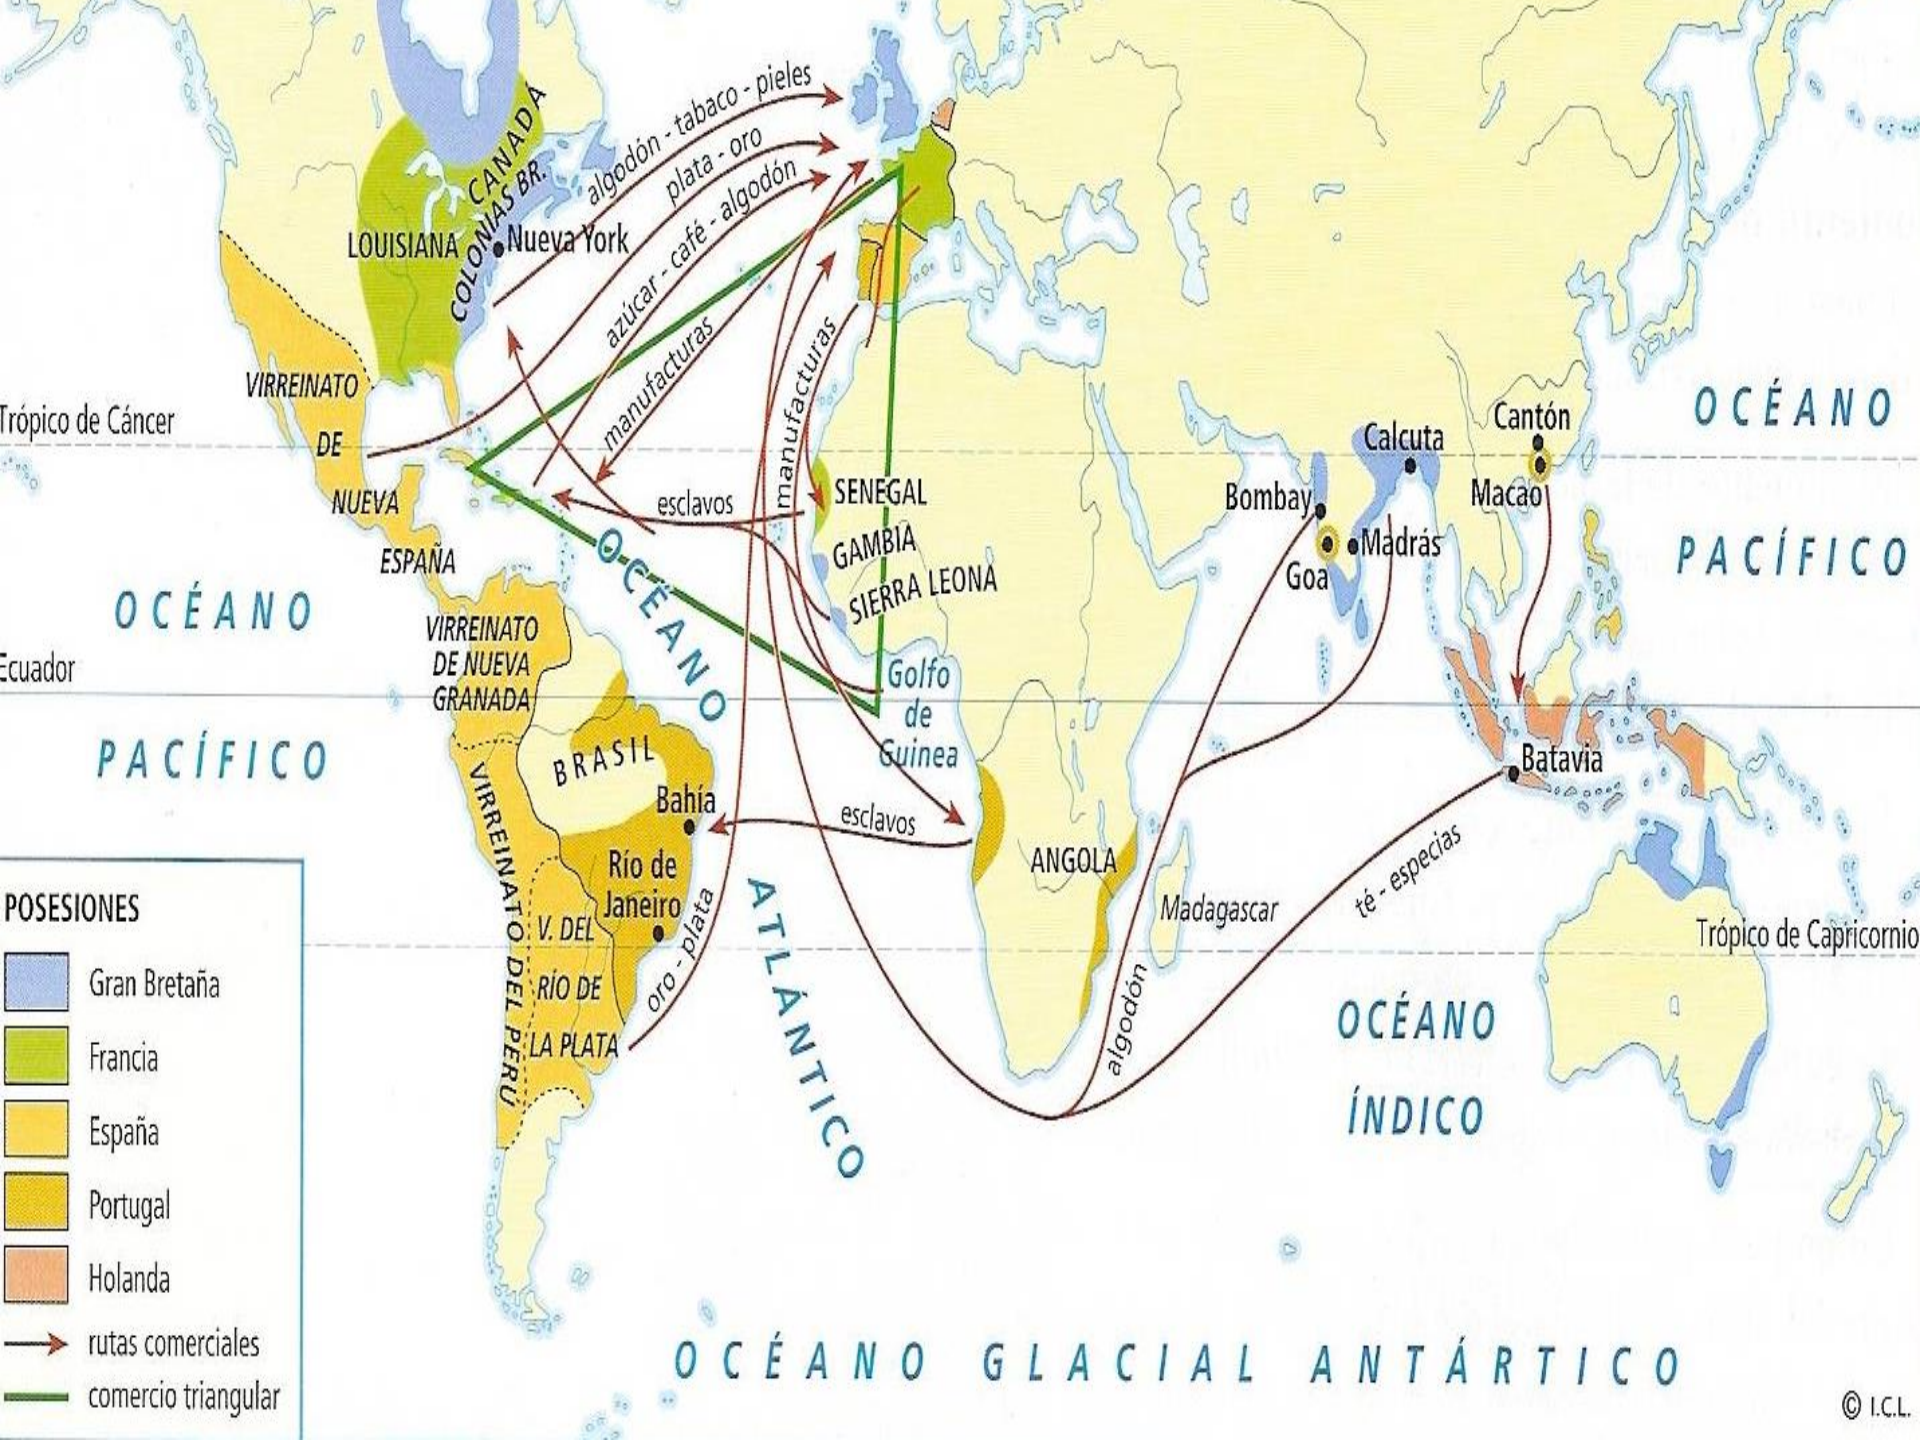 CANADÁ
COLONIAS BR.
LOUISIANA
Nueva York
algodón - tabaco - pieles
plata - oro
azúcar - café - algodón
manufacturas
manufacturas
VIRREINATO
DE
NUEVA
ESPAÑA
Trópico de Cáncer
esclavos
SENEGAL
GAMBIA
SIERRA LEONA
Calcuta
Cantón
Macao
Bombay
Madrás
Goa
OCÉANO
PACÍFICO
OCÉANO
PACÍFICO
Ecuador
VIRREINATO
DE NUEVA
GRANADA
OCÉANO
ATLÁNTICO
Golfo
de
Guinea
BRASIL
Bahía
Río de
Janeiro
VIRREINATO DEL PERÚ
V. DEL
RÍO DE
LA PLATA
oro - plata
esclavos
ANGOLA
Madagascar
algodón
té - especias
Batavia
Trópico de Capricornio
OCÉANO
ÍNDICO
POSESIONES
Gran Bretaña
Francia
España
Portugal
Holanda
rutas comerciales
comercio triangular
OCÉANO GLACIAL ANTÁRTICO
© I.C.L.